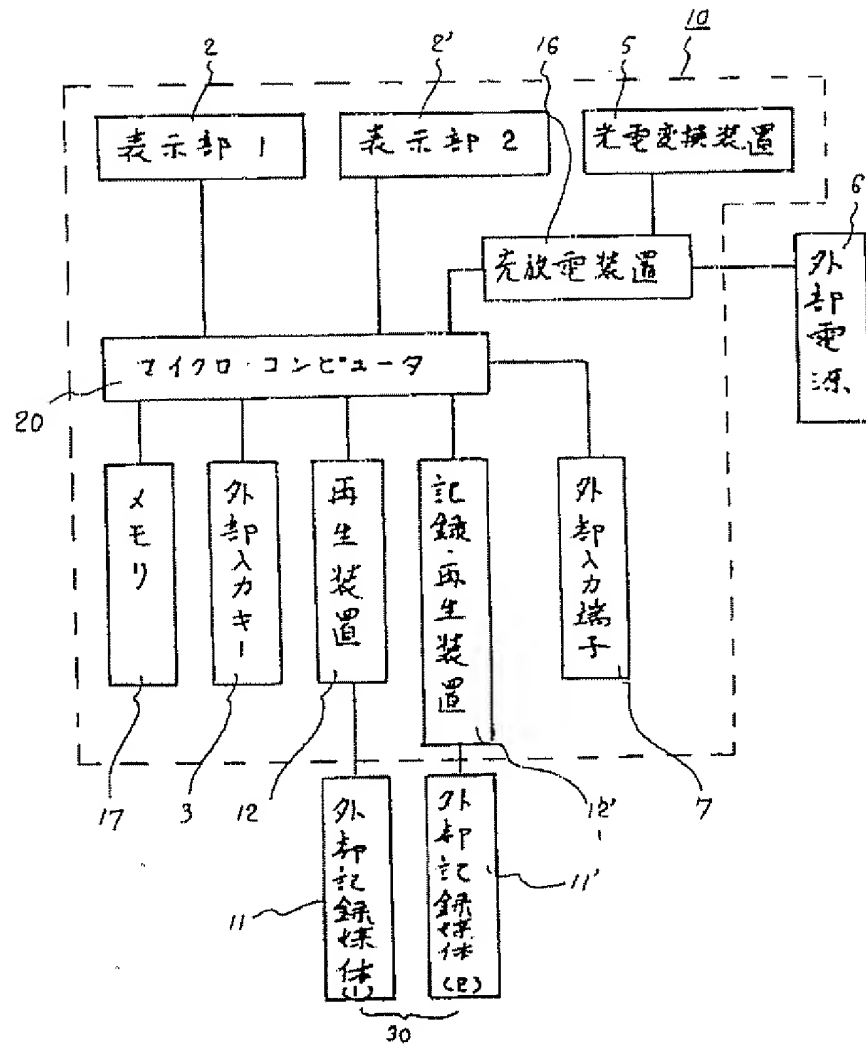 2
2'
16
5
10
表示部 1
表示部 2
光電変換装置
6
充放電装置
外部電源
マイクロ・コンピュータ
20
メモリ
外部入力キー
再生装置
記録・再生装置
外部入力端子
17
3
12
12'
7
外部記録媒体(1)
外部記録媒体(2)
11
11'
30